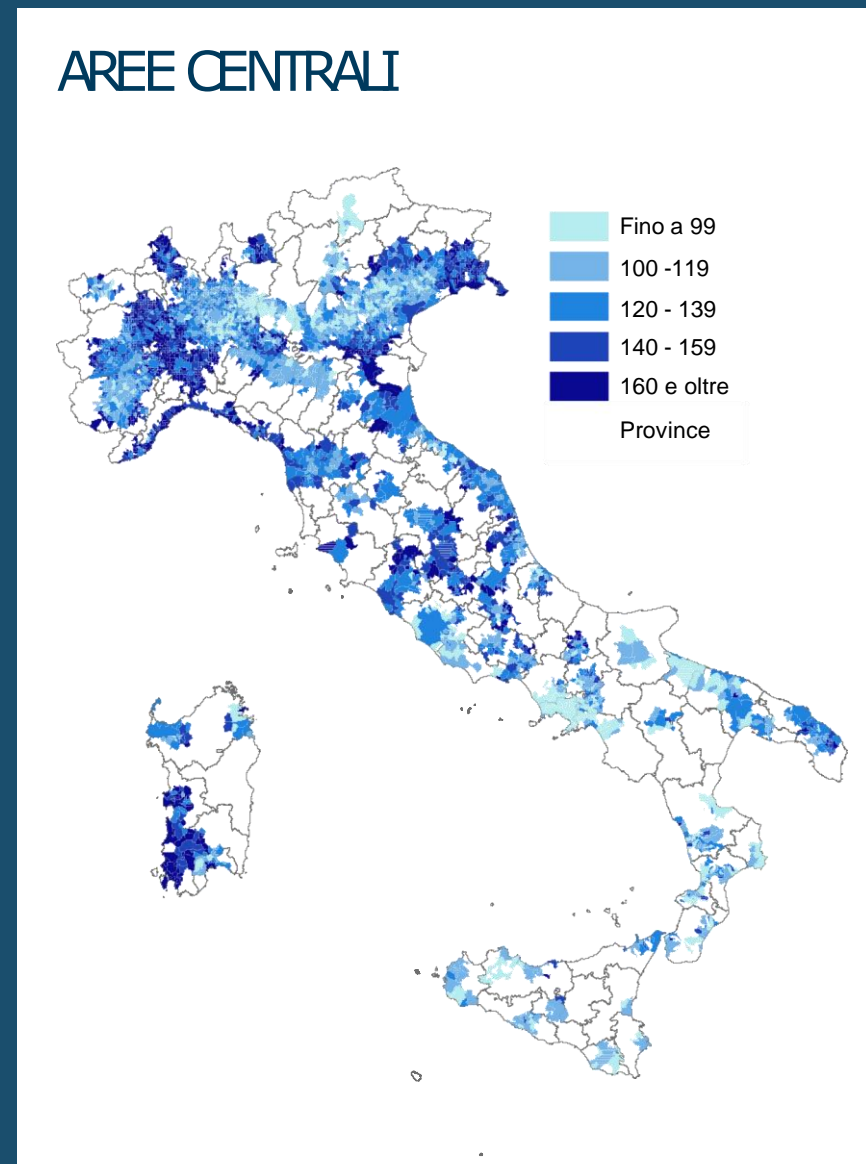 AREE CENTRALI
Fino a 99
100 -119
120 - 139
140 - 159
160 e oltre
Province